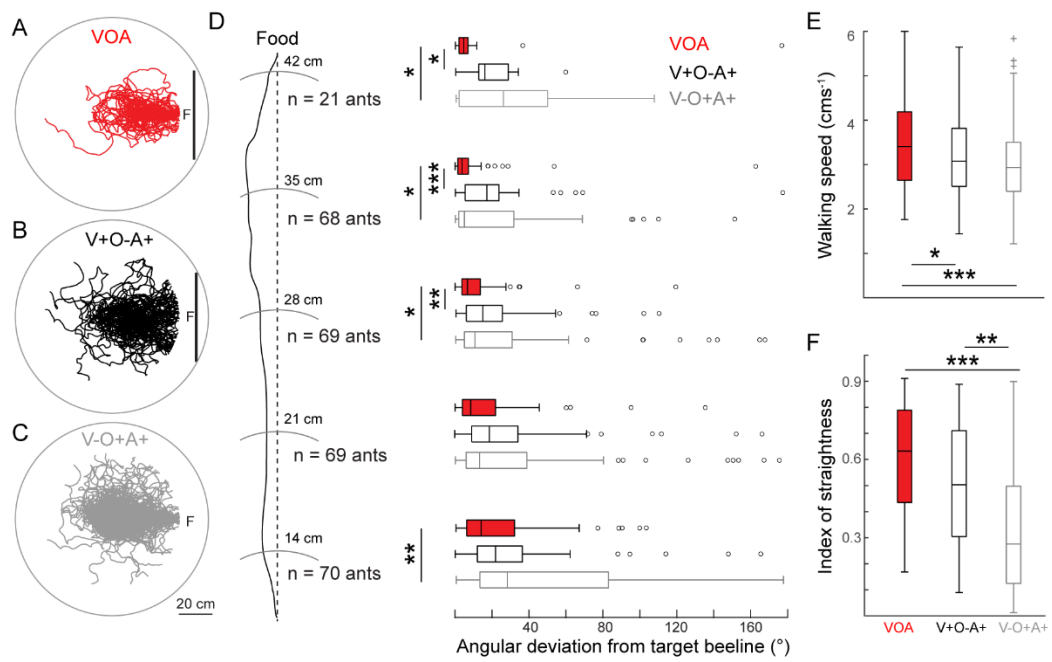 A
VOA
F
B
V+O-A+
F
C
V-O+A+
F
20 cm
D
Food
42 cm
n = 21 ants
35 cm
n = 68 ants
28 cm
n = 69 ants
21 cm
n = 69 ants
14 cm
n = 70 ants
*
*
*
***
*
**
**
VOA
V+O-A+
V-O+A+
40 80 120 160
Angular deviation from target beeline (°)
E
Walking speed (cms⁻¹)
6
4
2
*
***
F
Index of straightness
0.9
0.6
0.3
**
***
VOA V+O-A+ V-O+A+